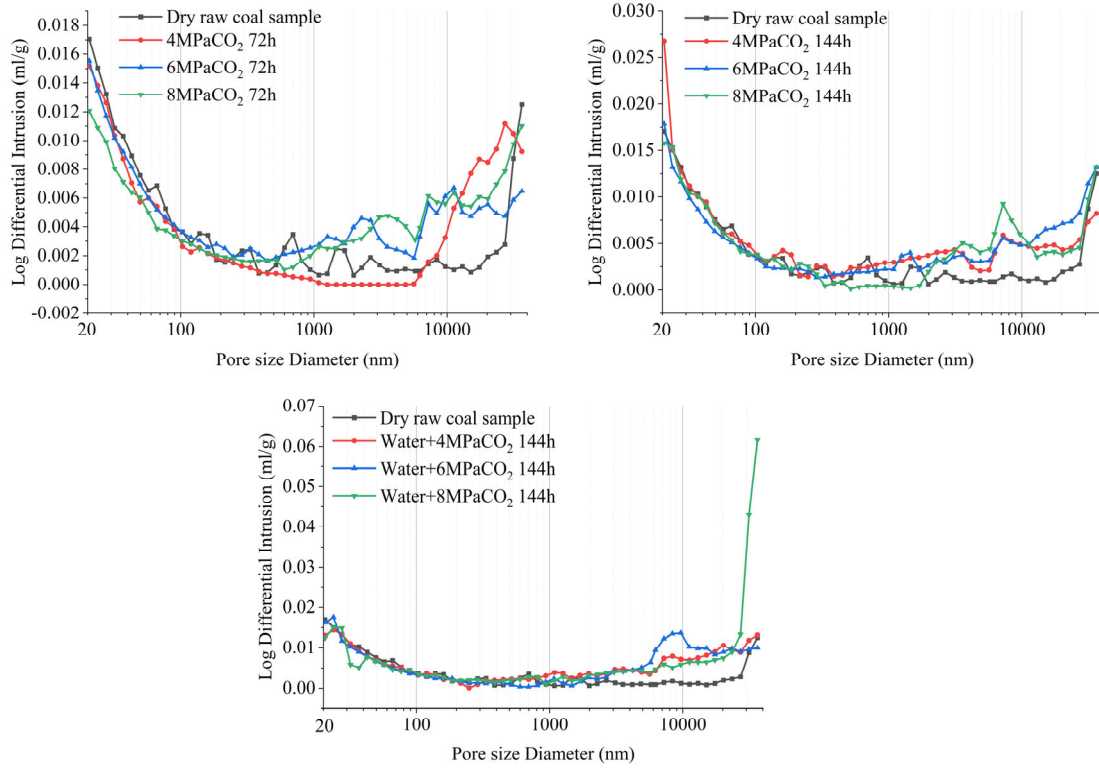 Log Differential Intrusion (ml/g)
0.018
0.016
0.014
0.012
0.010
0.008
0.006
0.004
0.002
0.000
-0.002
Dry raw coal sample
4MPaCO₂ 72h
6MPaCO₂ 72h
8MPaCO₂ 72h
20 100 1000 10000
Pore size Diameter (nm)
Log Differential Intrusion (ml/g)
0.030
0.025
0.020
0.015
0.010
0.005
0.000
Dry raw coal sample
4MPaCO₂ 144h
6MPaCO₂ 144h
8MPaCO₂ 144h
20 100 1000 10000
Pore size Diameter (nm)
Log Differential Intrusion (ml/g)
0.07
0.06
0.05
0.04
0.03
0.02
0.01
0.00
Dry raw coal sample
Water+4MPaCO₂ 144h
Water+6MPaCO₂ 144h
Water+8MPaCO₂ 144h
20 100 1000 10000
Pore size Diameter (nm)